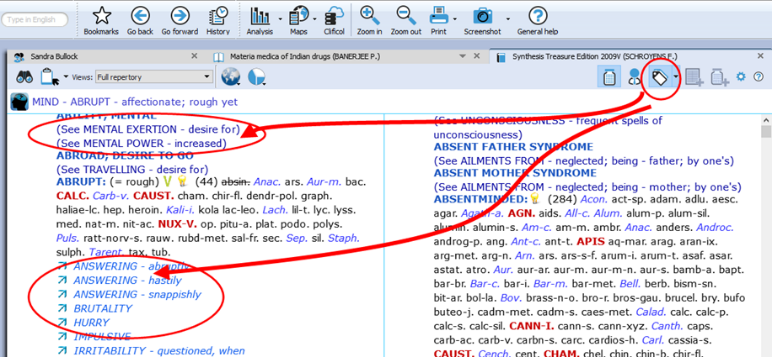 Type in English
Bookmarks Go back Go forward History Analysis Maps Clificol Zoom in Zoom out Print Screenshot General help
Sandra Bullock
Materia medica of Indian drugs (BANERJEE P.)
Synthesis Treasure Edition 2009V (SCHROYENS F.)
Views: Full repertory
MIND - ABRUPT - affectionate; rough yet
ABILITY; MENTAL
(See MENTAL EXERTION - desire for)
(See MENTAL POWER - increased)
ABROAD; DESIRE TO GO
(See TRAVELLING - desire for)
ABRUPT: (= rough) (44) absin. Anac. ars. Aur-m. bac.
CALC. Carb-v. CAUST. cham. chir-fl. dendr-pol. graph.
haliae-lc. hep. heroin. Kali-i. kola lac-leo. Lach. lil-t. lyc. lyss.
med. nat-m. nit-ac. NUX-V. op. pitu-a. plat. podo. polys.
Puls. ratt-norv-s. rauw. rubd-met. sal-fr. sec. Sep. sil. Staph.
sulph. Tarent. tax. tub.
ANSWERING - abruptly
ANSWERING - hastily
ANSWERING - snappishly
BRUTALITY
HURRY
IMPULSIVE
IRRITABILITY - questioned, when
(See UNCONSCIOUSNESS - frequent spells of
unconsciousness)
ABSENT FATHER SYNDROME
(See AILMENTS FROM - neglected; being - father; by one's)
ABSENT MOTHER SYNDROME
(See AILMENTS FROM - neglected; being - mother; by one's)
ABSENTMINDED: (284) Acon. act-sp. adam. adlu. aesc.
agar. AGN. aids. All-c. Alum. alum-p. alum-sil.
alumin. alumin-s. Am-c. am-m. ambr. Anac. anders. Androc.
androg-p. ang. Ant-c. ant-t. APIS aq-mar. arag. aran-ix.
arg-met. arg-n. Arn. ars. ars-s-f. arum-i. arum-t. asaf. asar.
astat. atro. Aur. aur-ar. aur-m. aur-m-n. aur-s. bamb-a. bapt.
bar-br. Bar-c. bar-i. Bar-m. bar-met. Bell. berb. bism-sn.
bit-ar. bol-la. Bov. brass-n-o. bro-r. bros-gau. brucel. bry. bufo
buteo-j. cadm-met. cadm-s. caes-met. Calad. calc. calc-p.
calc-s. calc-sil. CANN-I. cann-s. cann-xyz. Canth. caps.
carb-ac. carb-v. carbn-s. carc. cardios-h. Carl. cassia-s.
CAUST. Cench. cent. CHAM. chel. chin. chin-b. chir-fl.